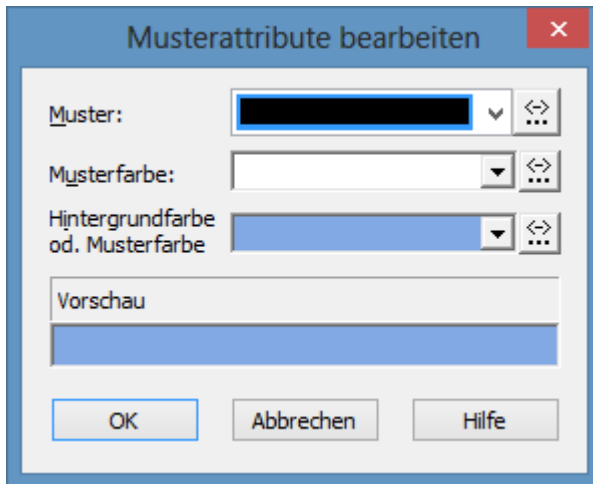 Musterattribute bearbeiten
Muster:
Musterfarbe:
Hintergrundfarbe
od. Musterfarbe
Vorschau
OK Abbrechen Hilfe